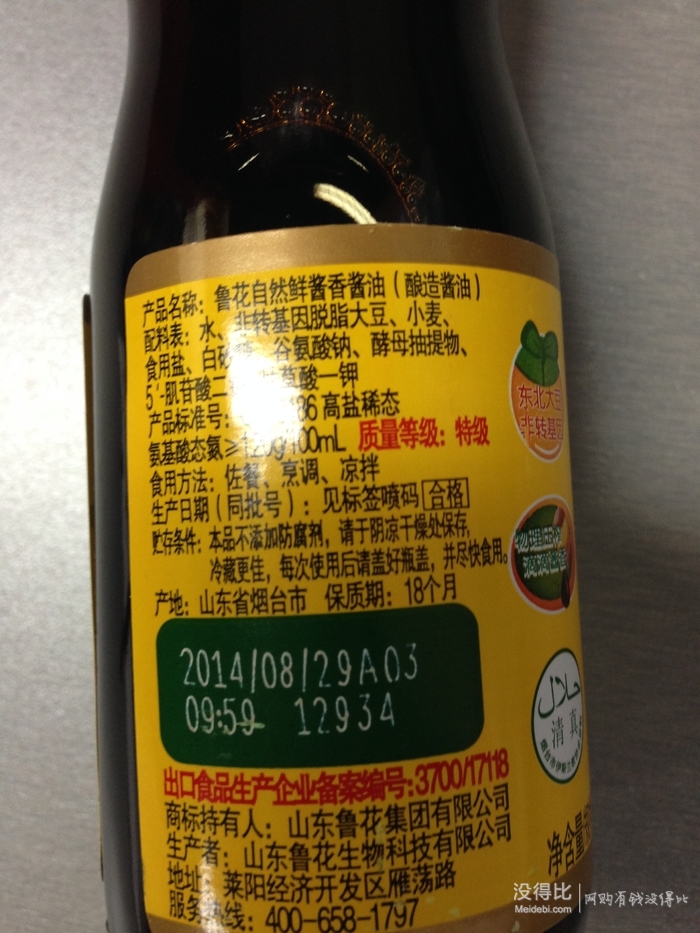 产品名称：鲁花自然鲜酱香酱油（酿造酱油）
配料表：水、非转基因脱脂大豆、小麦、
食用盐、白砂、谷氨酸钠、酵母抽提物、
5'-肌苷酸二 酸一钾
产品标准号： 86 高盐稀态
氨基酸态氮≥1.20g/100mL 质量等级：特级
食用方法：佐餐、烹调、凉拌
生产日期（同批号）：见标签喷码 合格
贮存条件：本品不添加防腐剂，请于阴凉干燥处保存，
冷藏更佳，每次使用后请盖好瓶盖，并尽快食用。
产地：山东省烟台市 保质期：18个月
2014/08/29A03
09:59 12934
出口食品生产企业备案编号:3700/17118
商标持有人：山东鲁花集团有限公司
生产者：山东鲁花生物科技有限公司
地址：莱阳经济开发区雁荡路
服务热线：400-658-1797
东北大豆
非转基因
物理压榨
حلال
清真
净含量
没得比
Meidebi.com
网购有钱没得比